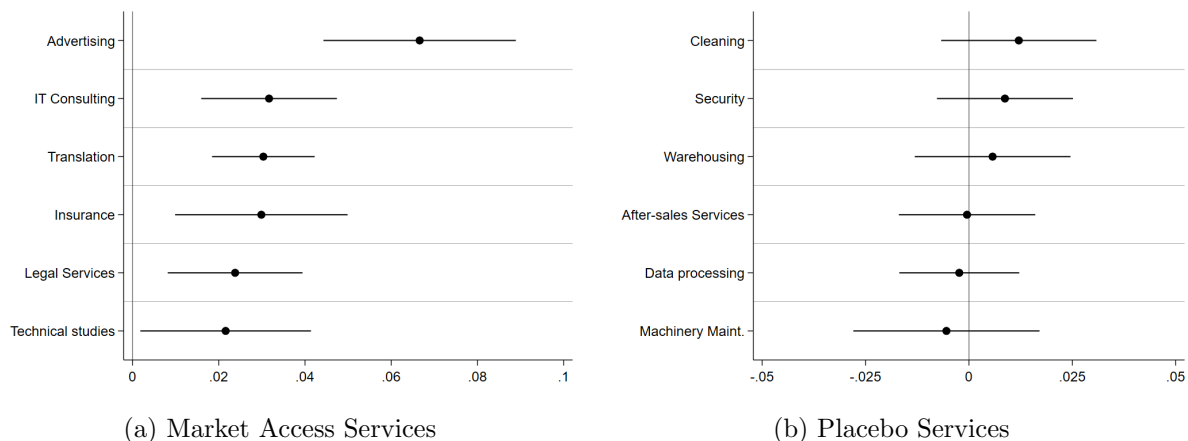 Advertising
IT Consulting
Translation
Insurance
Legal Services
Technical studies
0 .02 .04 .06 .08 .1
(a) Market Access Services
Cleaning
Security
Warehousing
After-sales Services
Data processing
Machinery Maint.
-.05 -.025 0 .025 .05
(b) Placebo Services